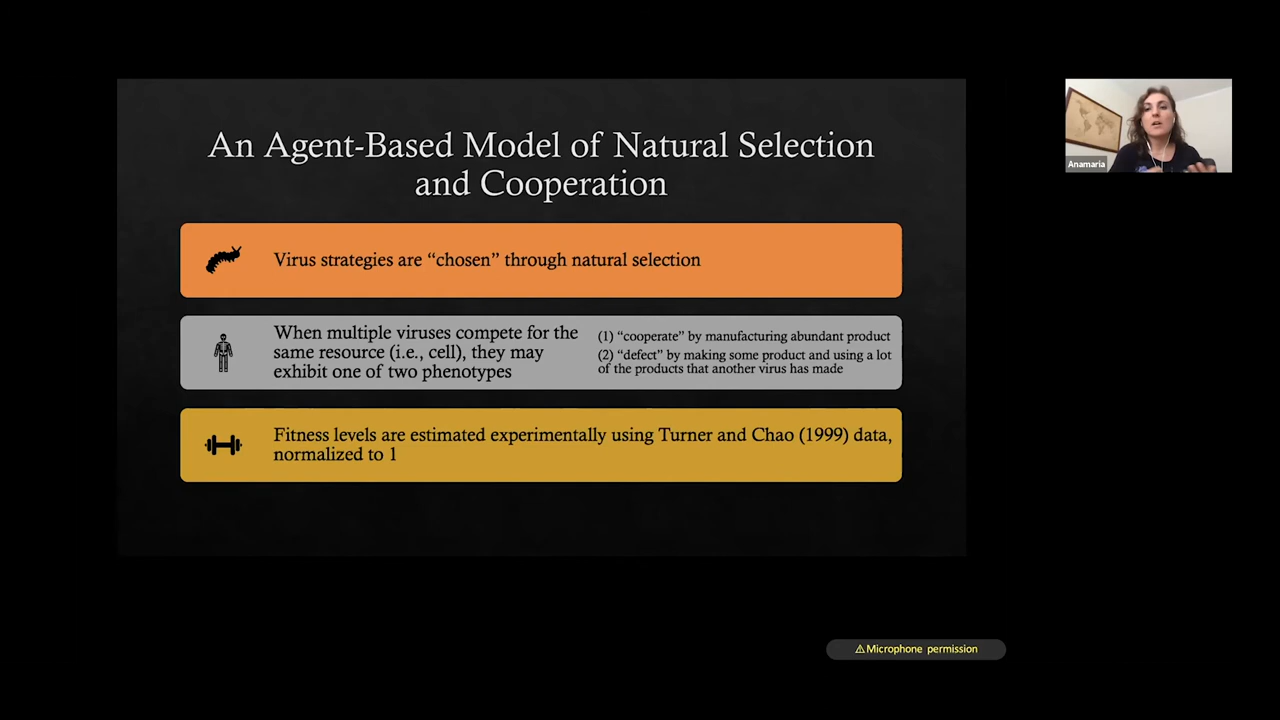 An Agent-Based Model of Natural Selection
and Cooperation
Virus strategies are “chosen” through natural selection
When multiple viruses compete for the
same resource (i.e., cell), they may
exhibit one of two phenotypes
(1) “cooperate” by manufacturing abundant product
(2) “defect” by making some product and using a lot
of the products that another virus has made
Fitness levels are estimated experimentally using Turner and Chao (1999) data,
normalized to 1
Anamaria
⚠Microphone permission